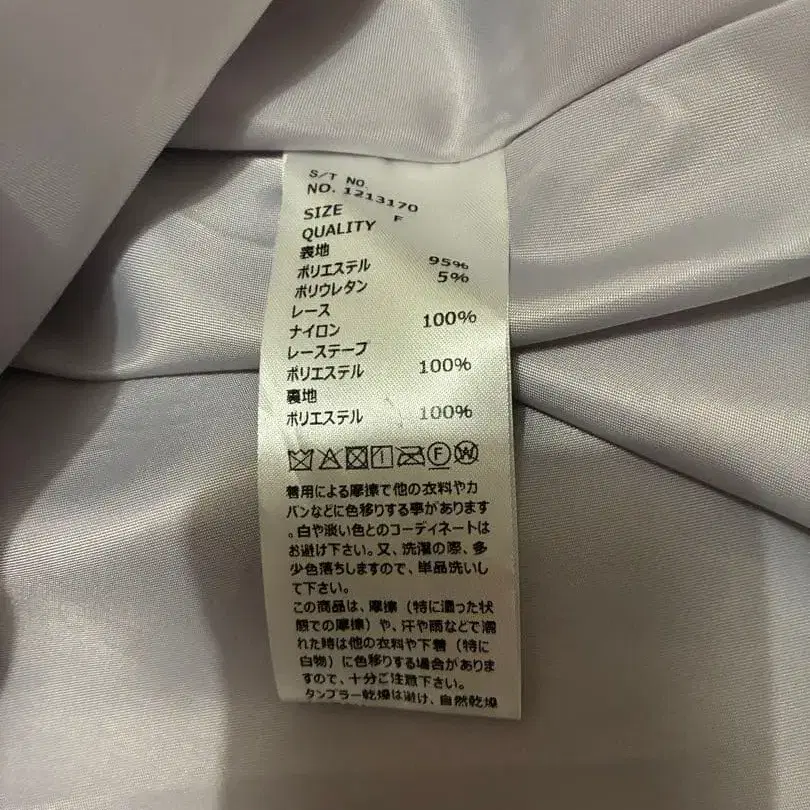 S/T NO.
NO. 1213170
SIZE F
QUALITY
表地
ポリエステル 95%
ポリウレタン 5%
レース
ナイロン 100%
レーステープ
ポリエステル 100%
裏地
ポリエステル 100%
F W
着用による摩擦で他の衣料やカ
バンなどに色移りする事があります
。白や淡い色とのコーディネートは
お避け下さい。又、洗濯の際、多
少色落ちしますので、単品洗いし
て下さい。
この商品は、摩擦（特に湿った状
態での摩擦）や、汗や雨などで濡
れた時は他の衣料や下着（特に
白物）に色移りする場合がありま
すので、十分ご注意下さい。
タンブラー乾燥は避け、自然乾燥